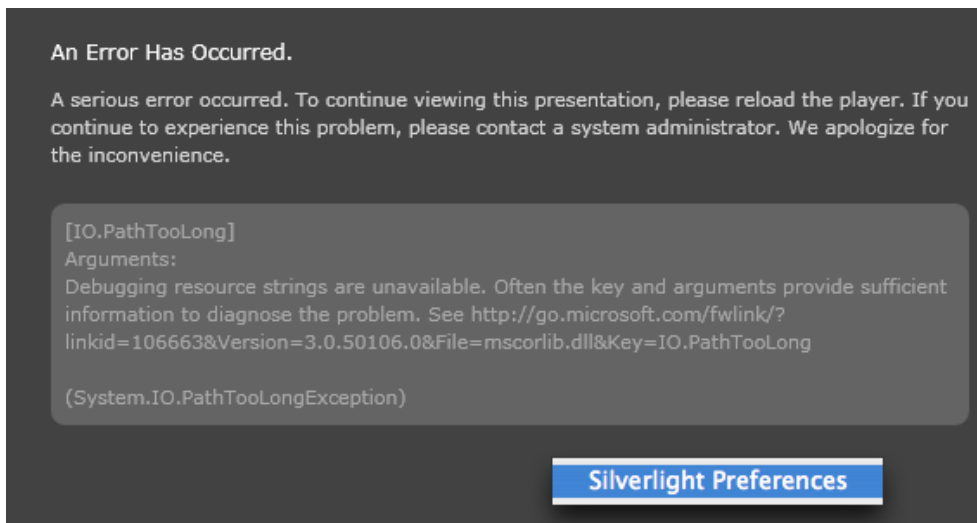 An Error Has Occurred.
A serious error occurred. To continue viewing this presentation, please reload the player. If you
continue to experience this problem, please contact a system administrator. We apologize for
the inconvenience.
[IO.PathTooLong]
Arguments:
Debugging resource strings are unavailable. Often the key and arguments provide sufficient
information to diagnose the problem. See http://go.microsoft.com/fwlink/?
linkid=106663&Version=3.0.50106.0&File=mscorlib.dll&Key=IO.PathTooLong
(System.IO.PathTooLongException)
Silverlight Preferences